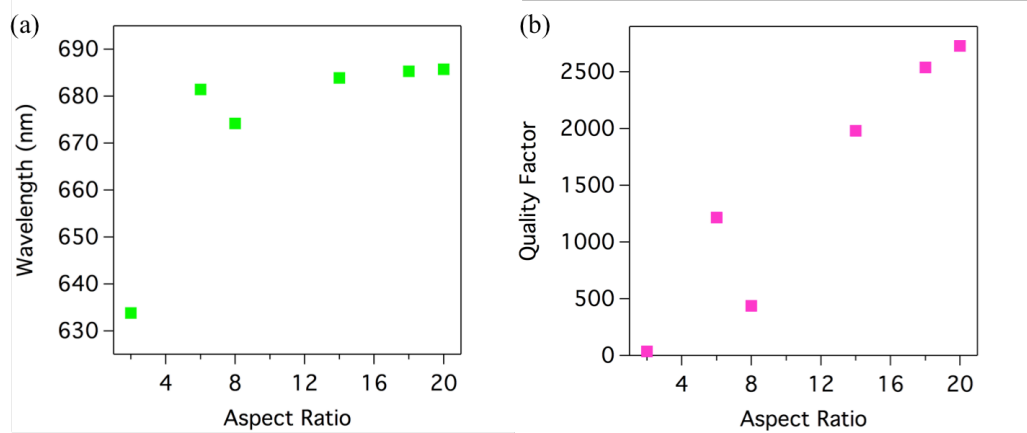 (a)
690
680
670
660
650
640
630
Wavelength (nm)
4 8 12 16 20
Aspect Ratio
(b)
2500
2000
1500
1000
500
0
Quality Factor
4 8 12 16 20
Aspect Ratio